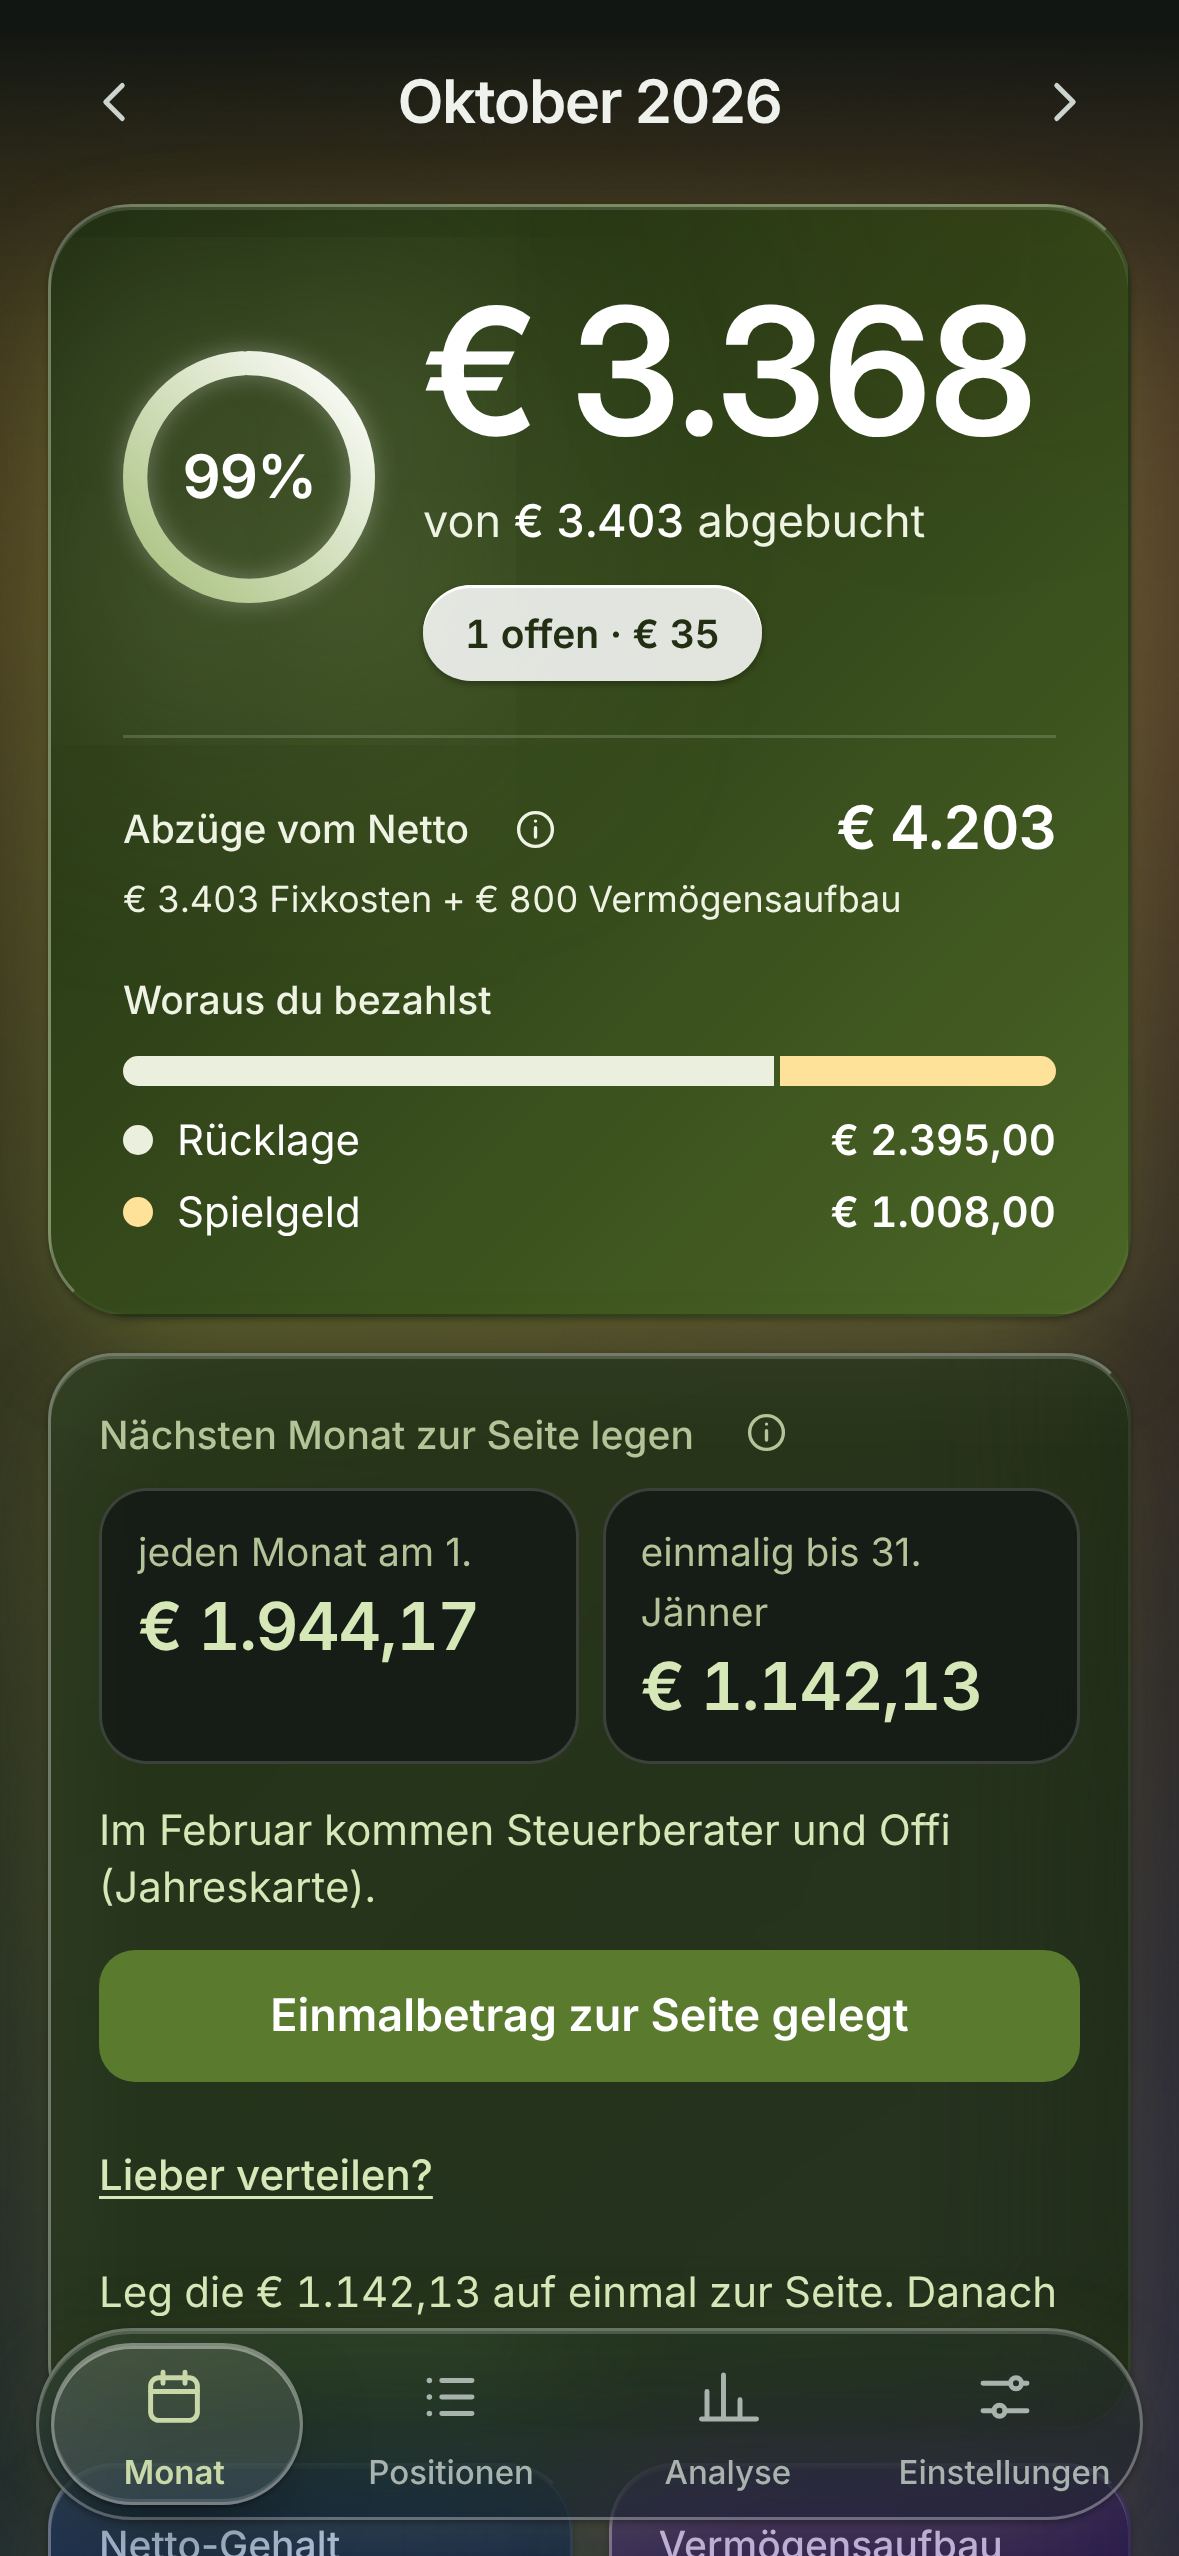 Oktober 2026
€ 3.368
99%
von € 3.403 abgebucht
1 offen · € 35
Abzüge vom Netto
€ 4.203
€ 3.403 Fixkosten + € 800 Vermögensaufbau
Woraus du bezahlst
Rücklage
€ 2.395,00
Spielgeld
€ 1.008,00
Nächsten Monat zur Seite legen
jeden Monat am 1.
€ 1.944,17
einmalig bis 31.
Jänner
€ 1.142,13
Im Februar kommen Steuerberater und Offi
(Jahreskarte).
Einmalbetrag zur Seite gelegt
Lieber verteilen?
Leg die € 1.142,13 auf einmal zur Seite. Danach
Monat
Positionen
Analyse
Einstellungen
Netto-Gehalt
Vermögensaufbau